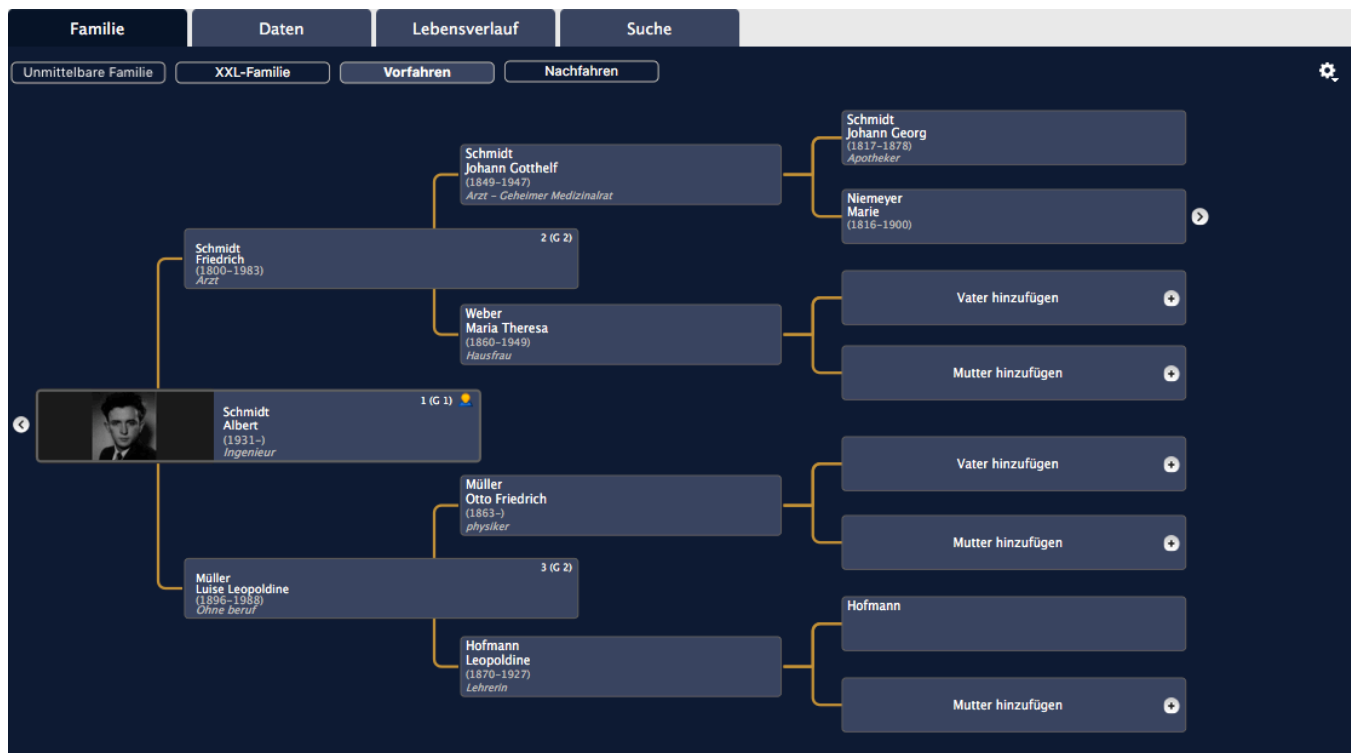 Familie
Daten
Lebensverlauf
Suche
Unmittelbare Familie
XXL-Familie
Vorfahren
Nachfahren
Schmidt
Johann Georg
(1817–1878)
Apotheker
Schmidt
Johann Gotthelf
(1849–1947)
Arzt – Geheimer Medizinalrat
Niemeyer
Marie
(1816–1900)
2 (G 2)
Schmidt
Friedrich
(1800–1983)
Arzt
Vater hinzufügen
Weber
Maria Theresa
(1860–1949)
Hausfrau
Mutter hinzufügen
1 (G 1)
Schmidt
Albert
(1931–)
Ingenieur
Vater hinzufügen
Müller
Otto Friedrich
(1863–)
physiker
Mutter hinzufügen
3 (G 2)
Müller
Luise Leopoldine
(1896–1988)
Ohne beruf
Hofmann
Hofmann
Leopoldine
(1870–1927)
Lehrerin
Mutter hinzufügen